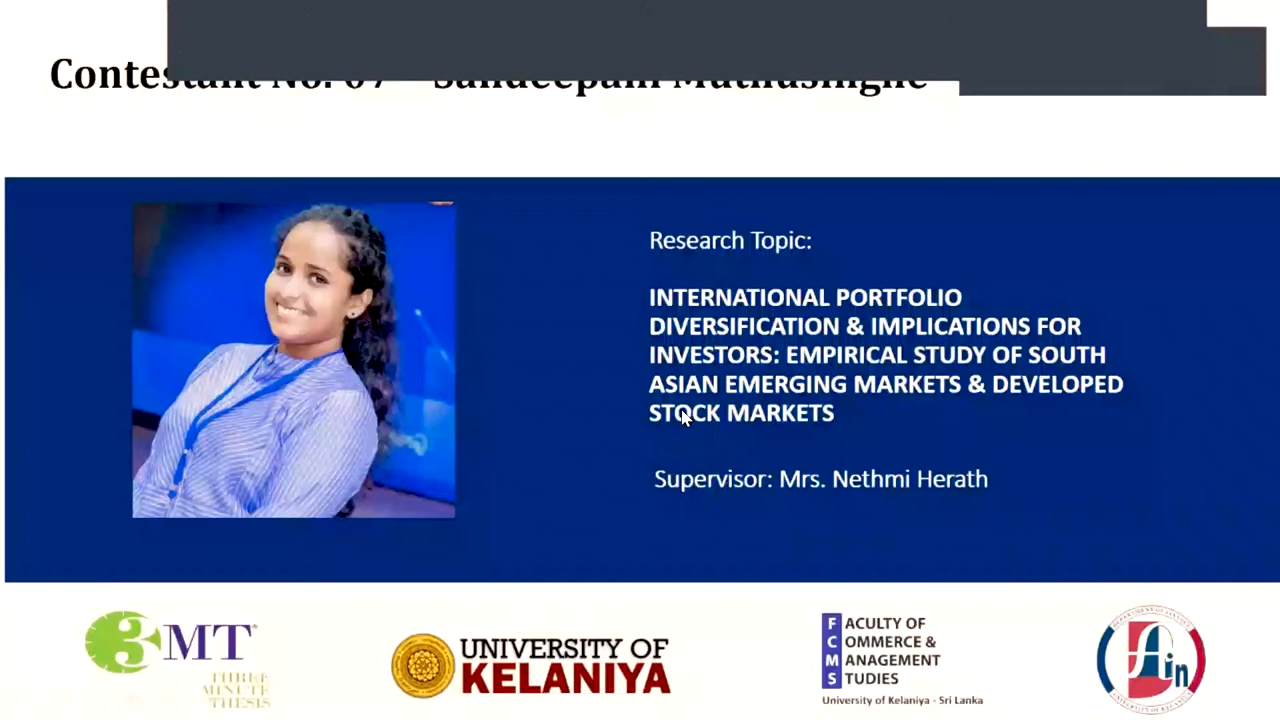 Contestant No. 07 – Sandeepani Muthusinghe
Research Topic:
INTERNATIONAL PORTFOLIO
DIVERSIFICATION & IMPLICATIONS FOR
INVESTORS: EMPIRICAL STUDY OF SOUTH
ASIAN EMERGING MARKETS & DEVELOPED
STOCK MARKETS
Supervisor: Mrs. Nethmi Herath
3MT
THREE
MINUTE
THESIS
UNIVERSITY OF
KELANIYA
FACULTY OF
COMMERCE &
MANAGEMENT
STUDIES
University of Kelaniya - Sri Lanka
Fin